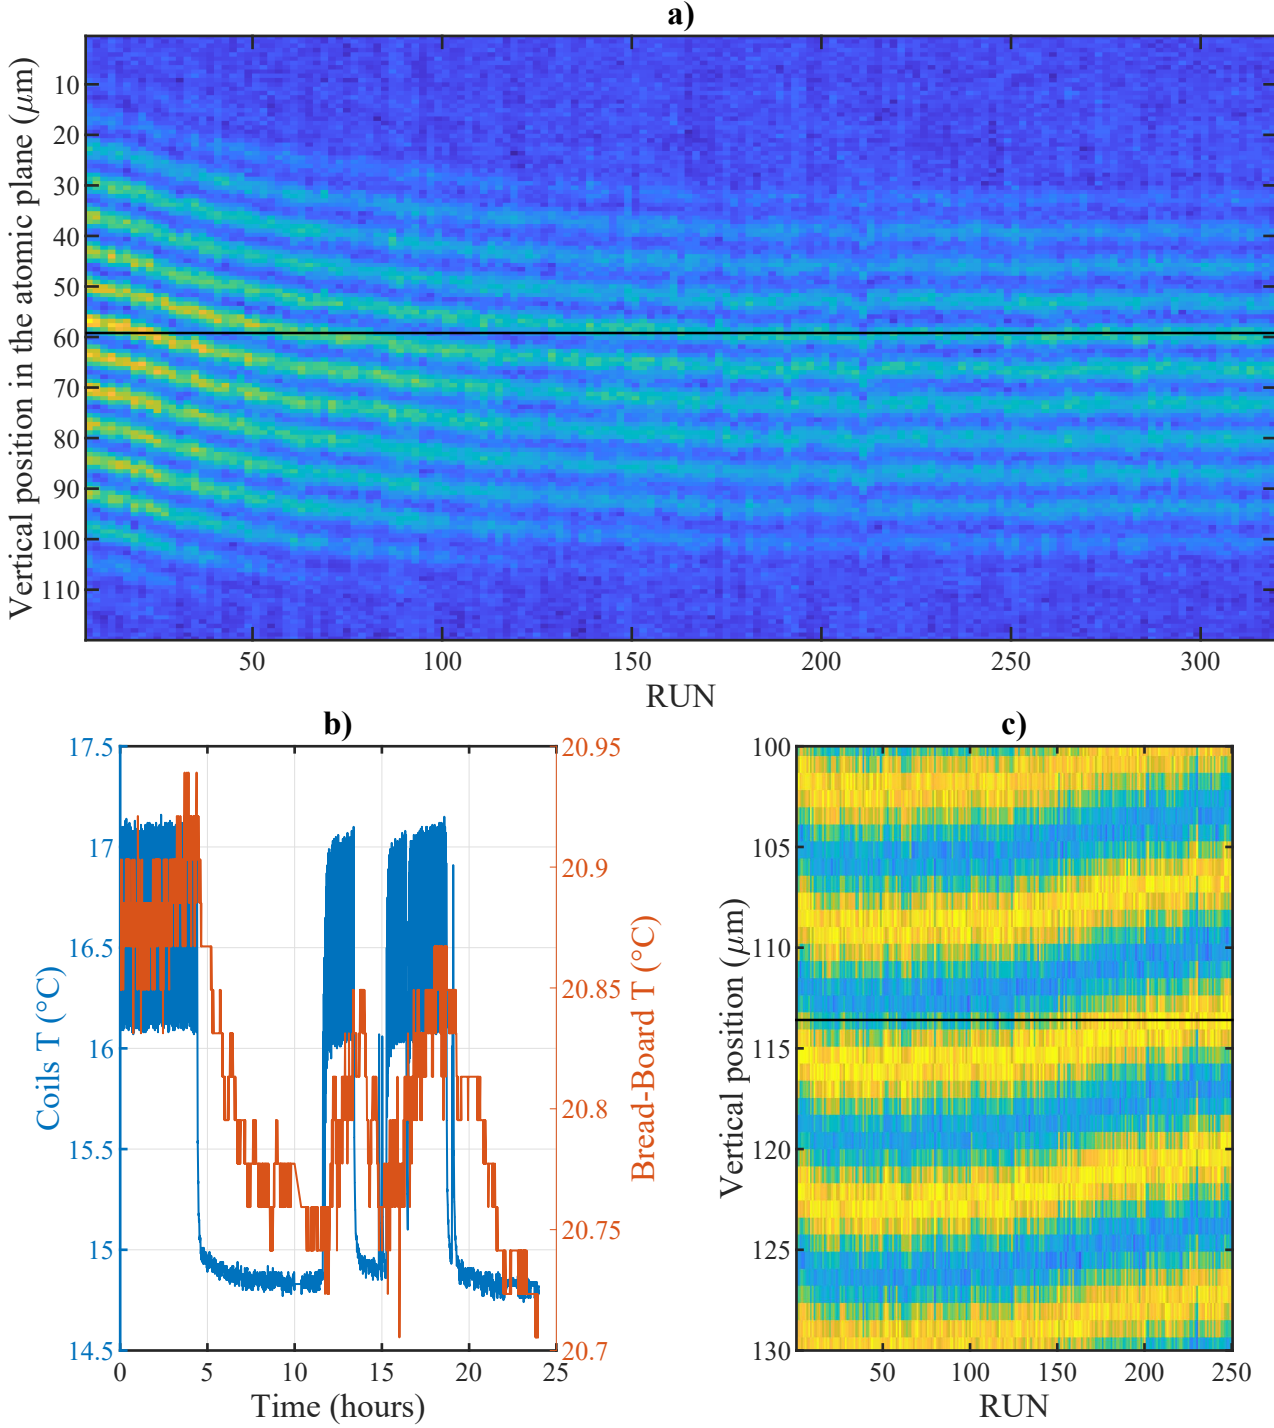 a)
Vertical position in the atomic plane (μm)
10
20
30
40
50
60
70
80
90
100
110
50 100 150 200 250 300
RUN
b)
Coils T (°C)
17.5
17
16.5
16
15.5
15
14.5
20.95
20.9
20.85
20.8
20.75
20.7
Bread-Board T (°C)
0 5 10 15 20 25
Time (hours)
c)
Vertical position (μm)
100
105
110
115
120
125
130
50 100 150 200 250
RUN